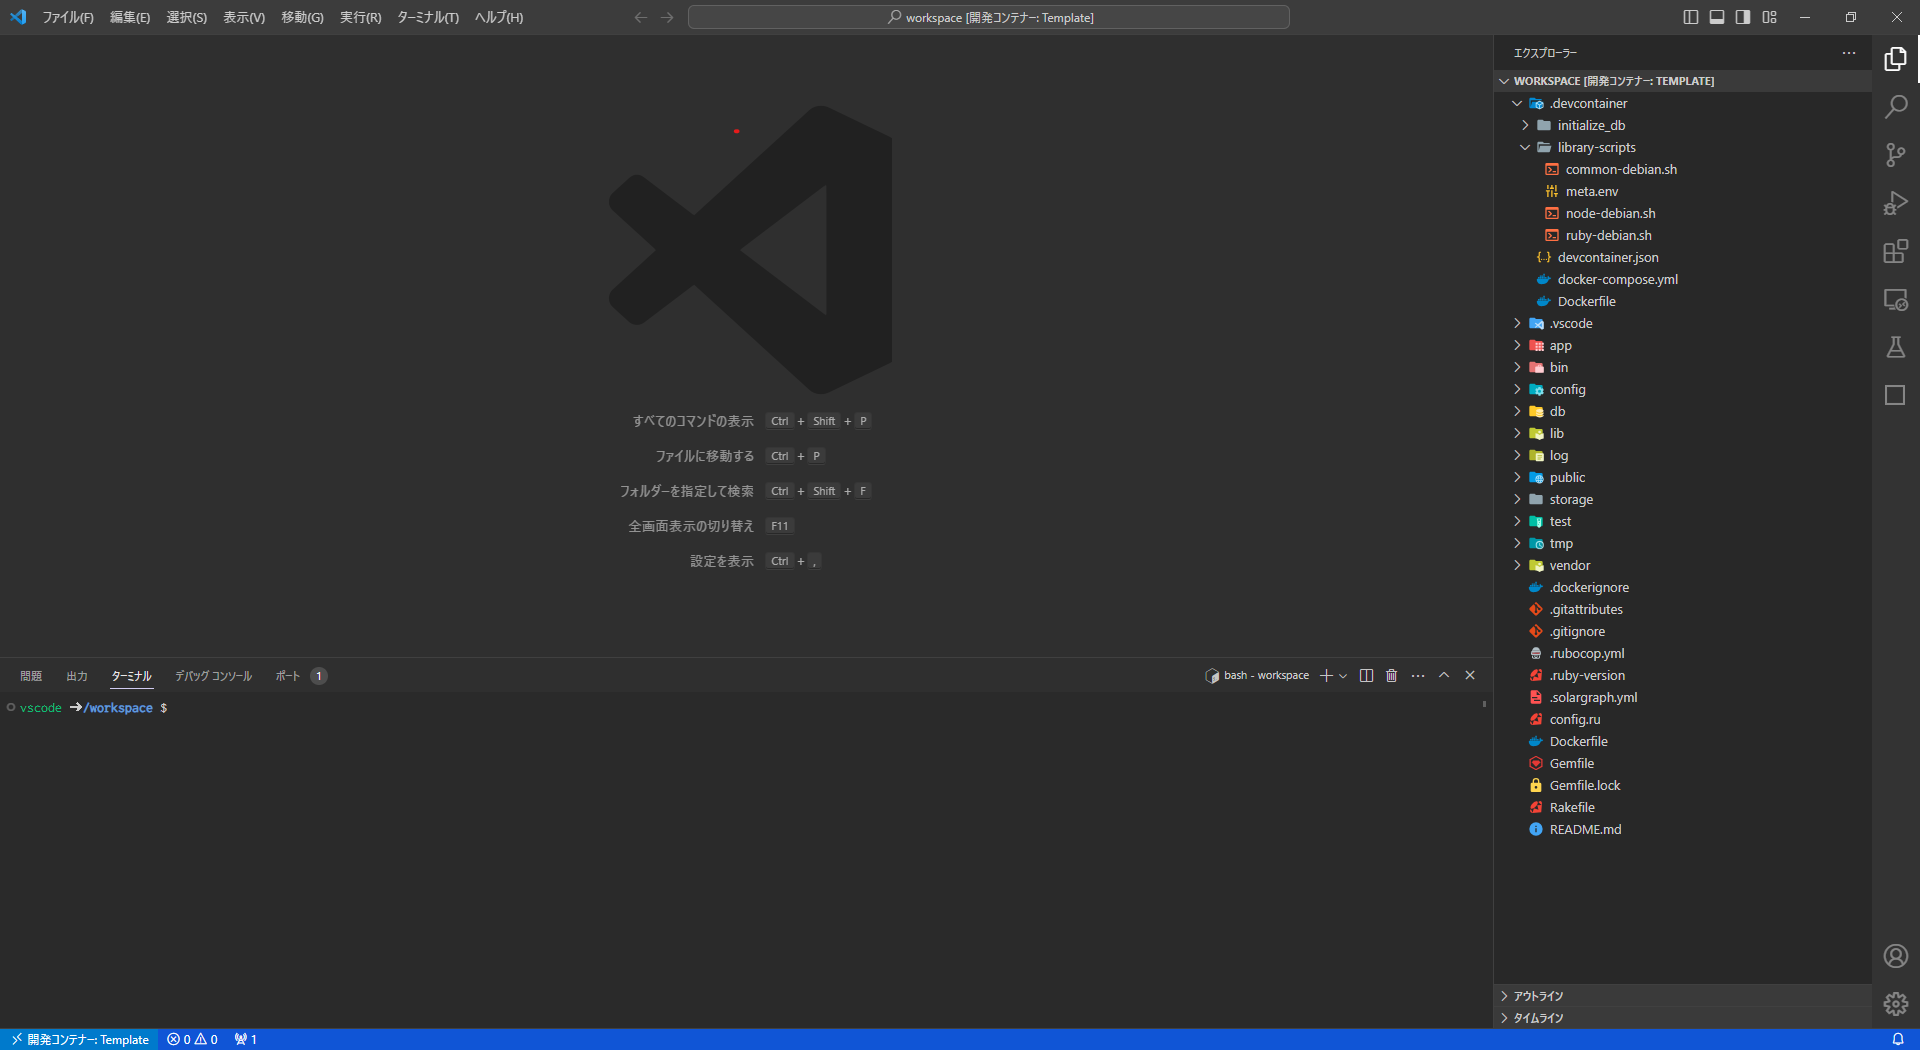 ファイル(F) 編集(E) 選択(S) 表示(V) 移動(G) 実行(R) ターミナル(T) ヘルプ(H)
workspace [開発コンテナー: Template]
すべてのコマンドの表示 Ctrl + Shift + P
ファイルに移動する Ctrl + P
フォルダーを指定して検索 Ctrl + Shift + F
全画面表示の切り替え F11
設定を表示 Ctrl + ,
問題 出力 ターミナル デバッグ コンソール ポート 1
bash - workspace
vscode ➜/workspace $
エクスプローラー
WORKSPACE [開発コンテナー: TEMPLATE]
.devcontainer
initialize_db
library-scripts
common-debian.sh
meta.env
node-debian.sh
ruby-debian.sh
devcontainer.json
docker-compose.yml
Dockerfile
.vscode
app
bin
config
db
lib
log
public
storage
test
tmp
vendor
.dockerignore
.gitattributes
.gitignore
.rubocop.yml
.ruby-version
.solargraph.yml
config.ru
Dockerfile
Gemfile
Gemfile.lock
Rakefile
README.md
アウトライン
タイムライン
開発コンテナー: Template 0 0 1